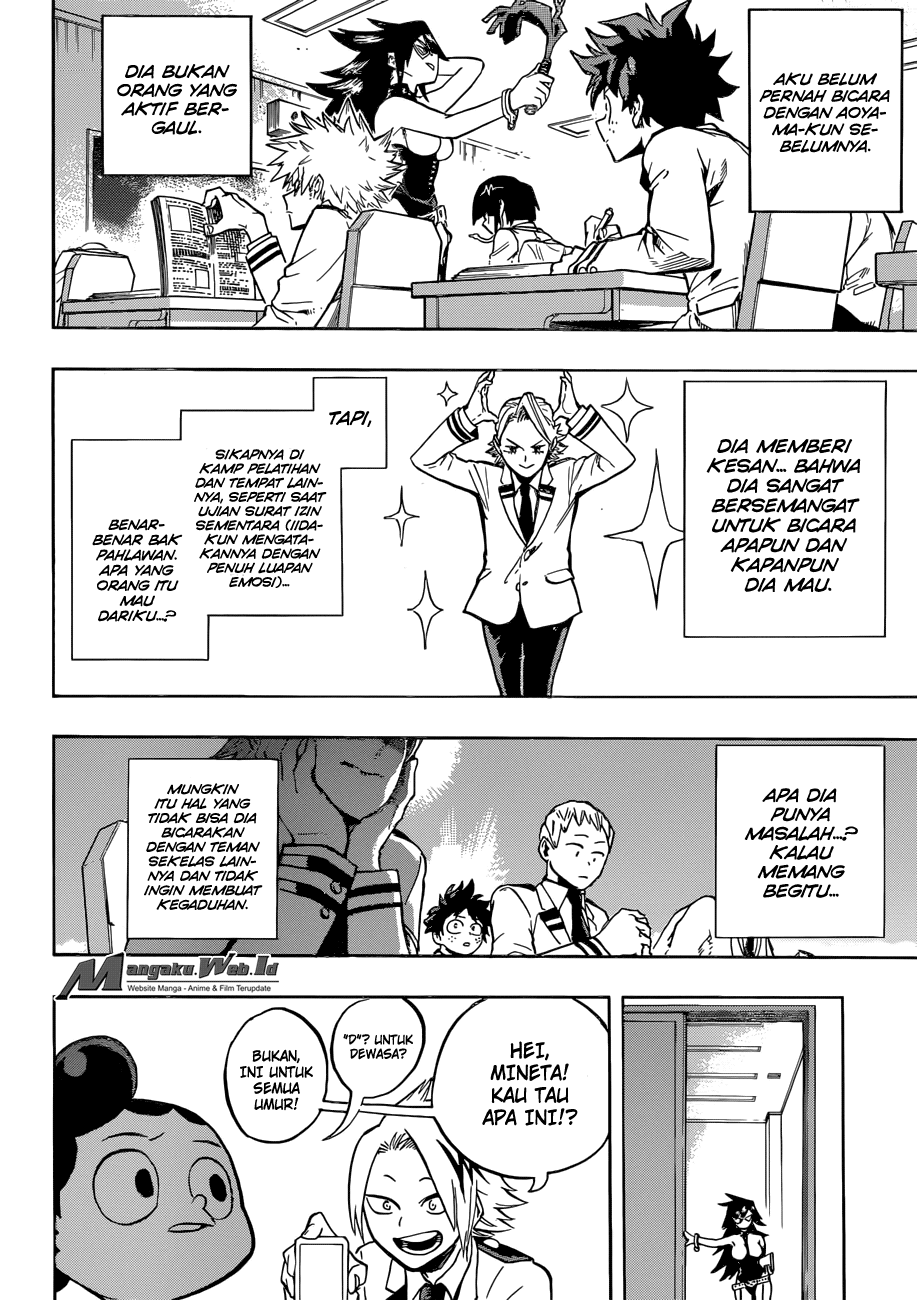 AKU BELUM
PERNAH BICARA
DENGAN AOYA-
MA-KUN SE-
BELUMNYA.
DIA BUKAN
ORANG YANG
AKTIF BER-
GAUL.
DIA MEMBERI
KESAN... BAHWA
DIA SANGAT
BERSEMANGAT
UNTUK BICARA
APAPUN DAN
KAPANPUN
DIA MAU.
TAPI,
SIKAPNYA DI
KAMP PELATIHAN
DAN TEMPAT LAIN-
NYA, SEPERTI SAAT
UJIAN SURAT IZIN
SEMENTARA (IIDA-
KUN MENGATA-
KANNYA DENGAN
PENUH LUAPAN
EMOSI)...
BENAR-
BENAR BAK
PAHLAWAN.
APA YANG
ORANG ITU
MAU
DARIKU...?
APA DIA
PUNYA
MASALAH...?
KALAU
MEMANG
BEGITU...
MUNGKIN
ITU HAL YANG
TIDAK BISA DIA
BICARAKAN
DENGAN TEMAN
SEKELAS LAIN-
NYA DAN TIDAK
INGIN MEMBUAT
KEGADUHAN.
Mangaku.Web.Id
Website Manga - Anime & Film Terupdate
HEI,
MINETA!
KAU TAU
APA INI!?
"D"? UNTUK
DEWASA?
BUKAN,
INI UNTUK
SEMUA
UMUR!